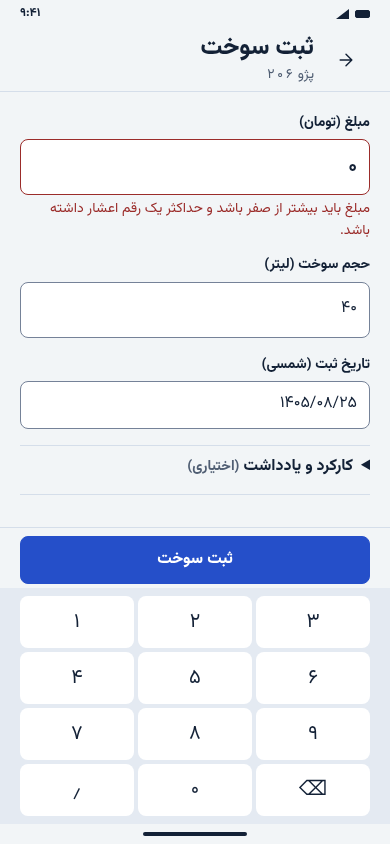 ۹:۴۱
ثبت سوخت
پژو ۲۰۶
مبلغ (تومان)
۰
مبلغ باید بیشتر از صفر باشد و حداکثر یک رقم اعشار داشته
باشد.
حجم سوخت (لیتر)
۴۰
تاریخ ثبت (شمسی)
۱۴۰۵/۰۸/۲۵
کارکرد و یادداشت (اختیاری)
ثبت سوخت
۱ ۲ ۳
۴ ۵ ۶
۷ ۸ ۹
٫ ۰ ⌫